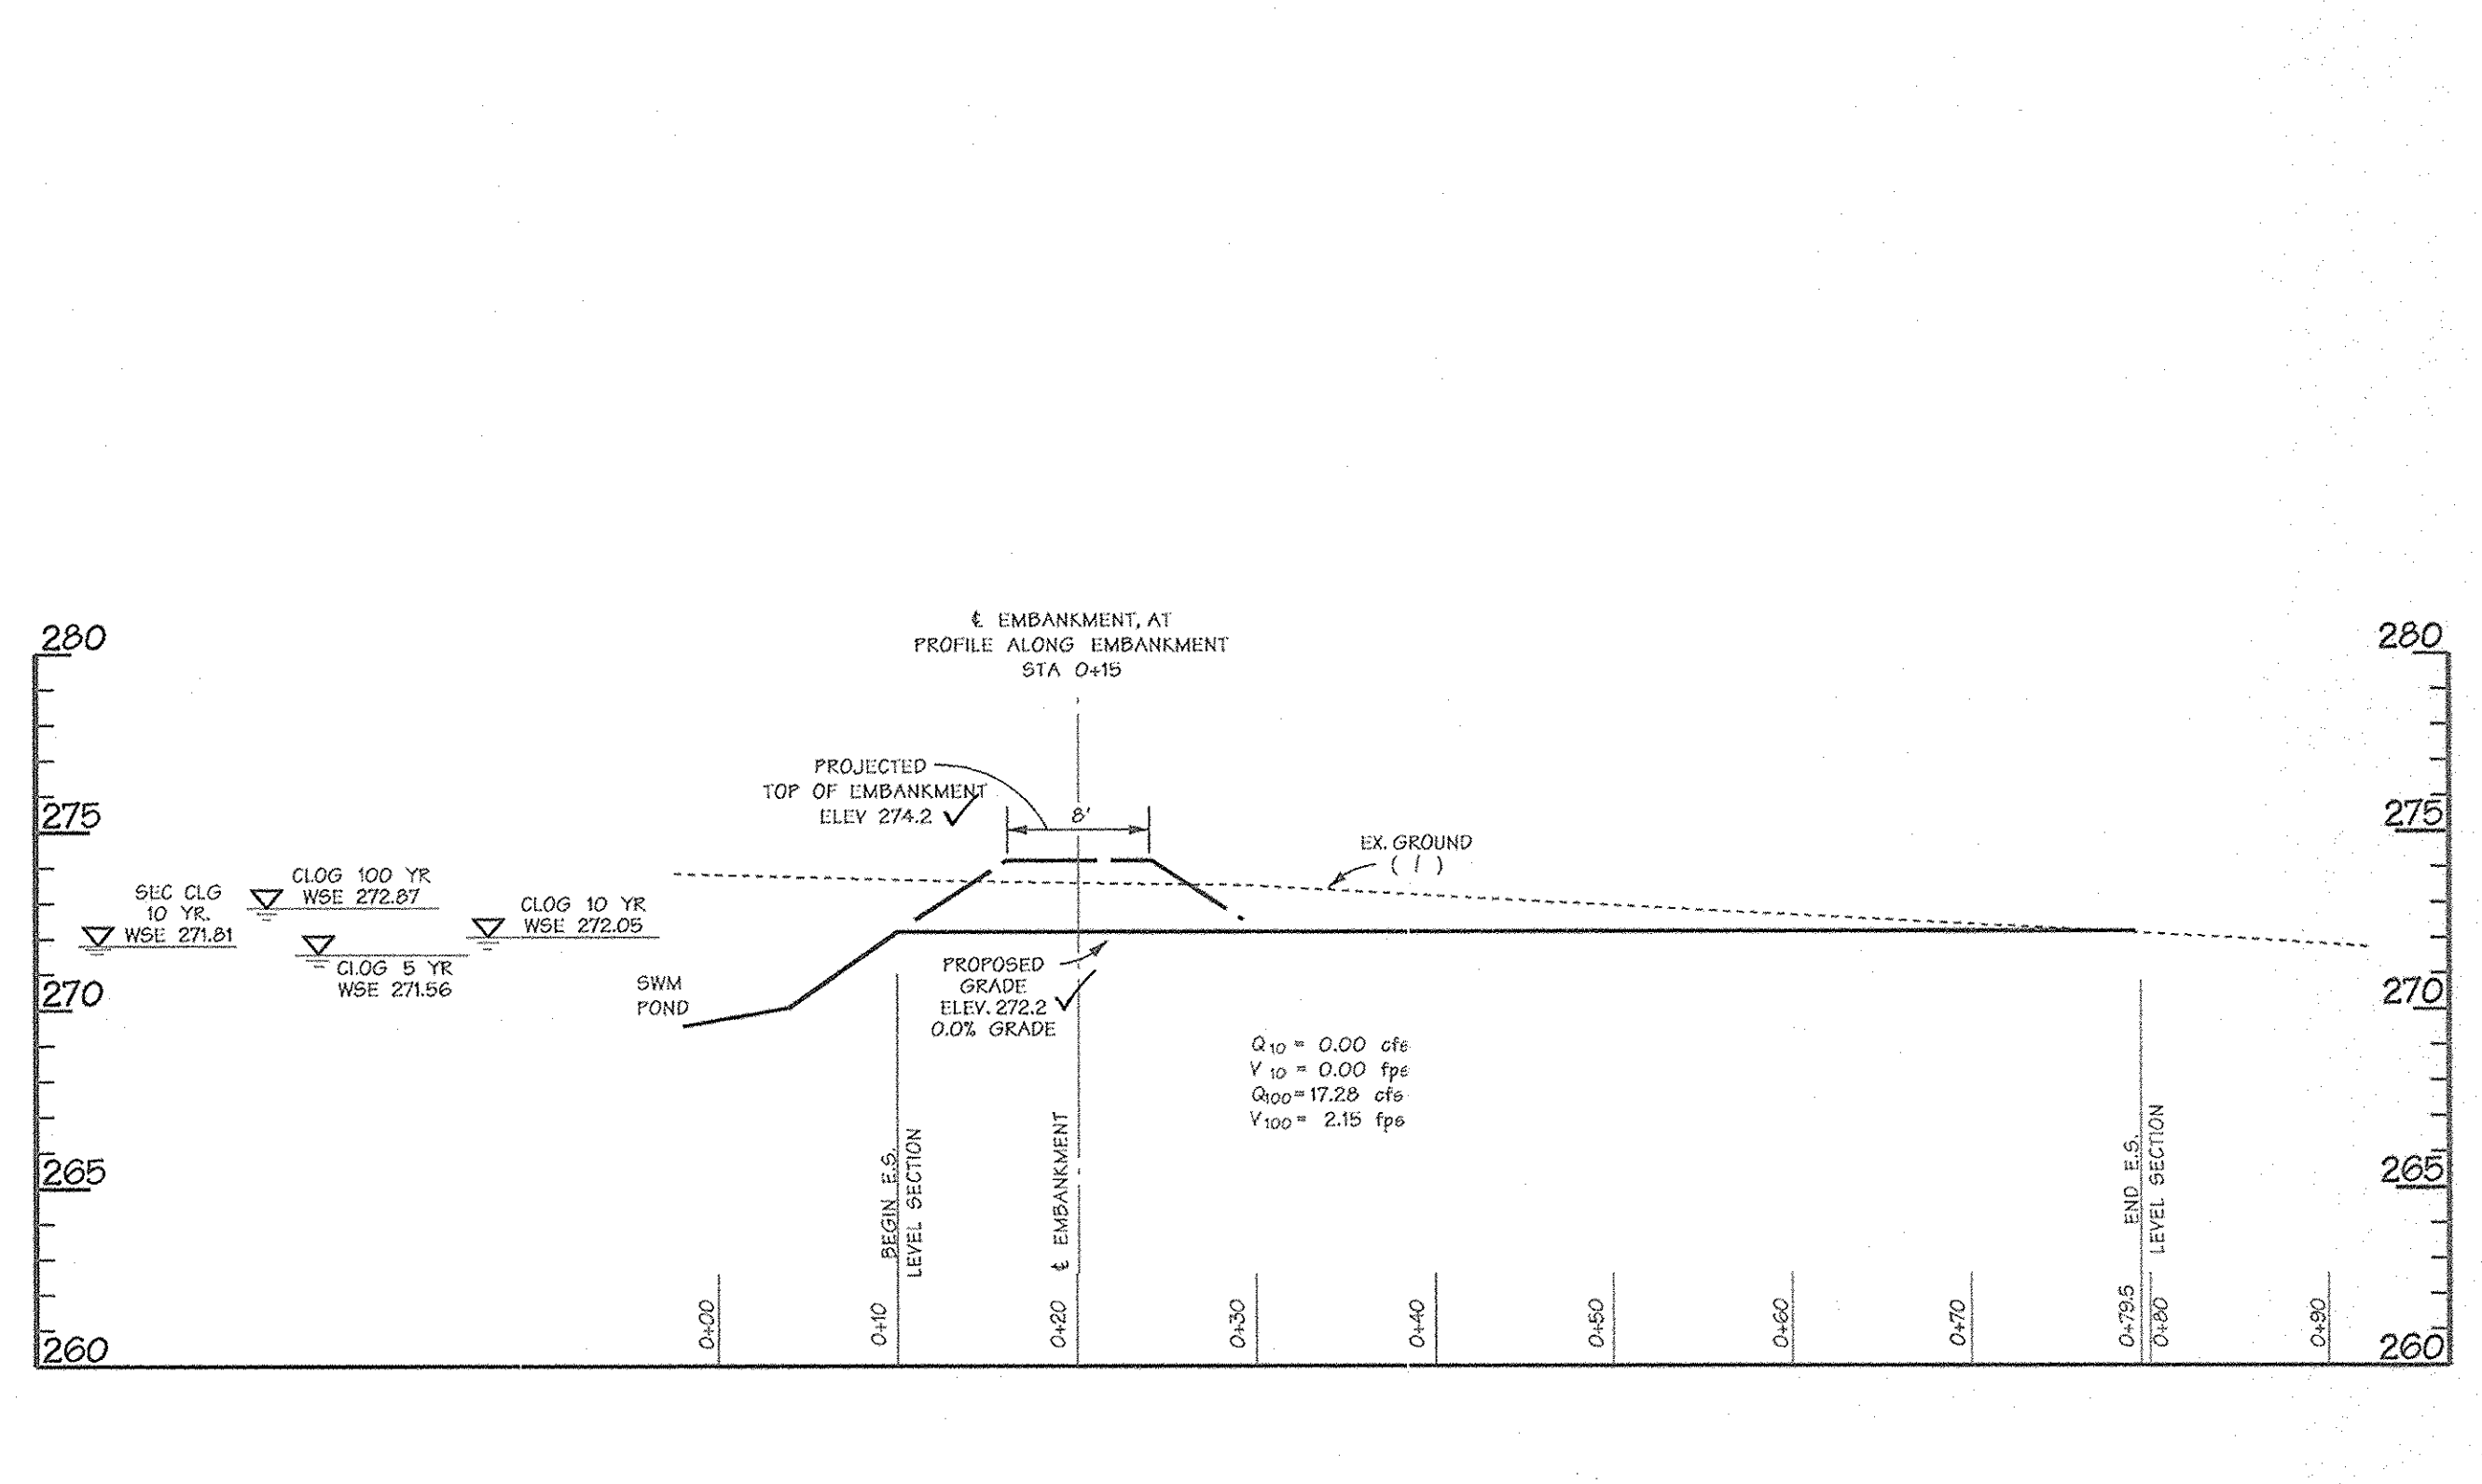 ℄ EMBANKMENT, AT
PROFILE ALONG EMBANKMENT
STA 0+15
280
280
PROJECTED
TOP OF EMBANKMENT
ELEV 274.2
8'
275
275
EX. GROUND
( / )
SEC CLG
10 YR.
WSE 271.81
CLOG 100 YR
WSE 272.87
CLOG 5 YR
WSE 271.56
CLOG 10 YR
WSE 272.05
SWM
POND
PROPOSED
GRADE
ELEV. 272.2
0.0% GRADE
270
270
Q10 = 0.00 cfs
V10 = 0.00 fps
Q100 = 17.28 cfs
V100 = 2.15 fps
265
265
BEGIN E.S.
LEVEL SECTION
℄ EMBANKMENT
END E.S.
LEVEL SECTION
260
0+00
0+10
0+20
0+30
0+40
0+50
0+60
0+70
0+79.5
0+80
0+90
260